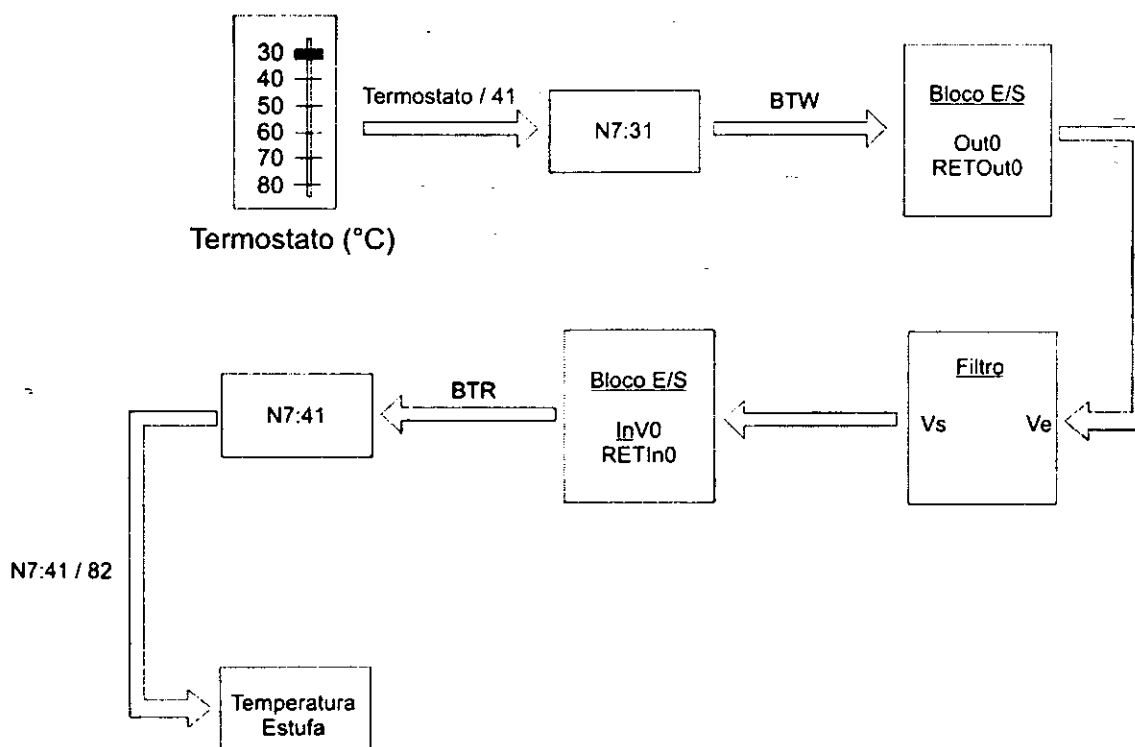 30
40
50
60
70
80
Termostato (°C)
Termostato / 41
N7:31
BTW
Bloco E/S
Out0
RETOut0
Filtro
Vs
Ve
Bloco E/S
InV0
RETIn0
BTR
N7:41
N7:41 / 82
Temperatura
Estufa